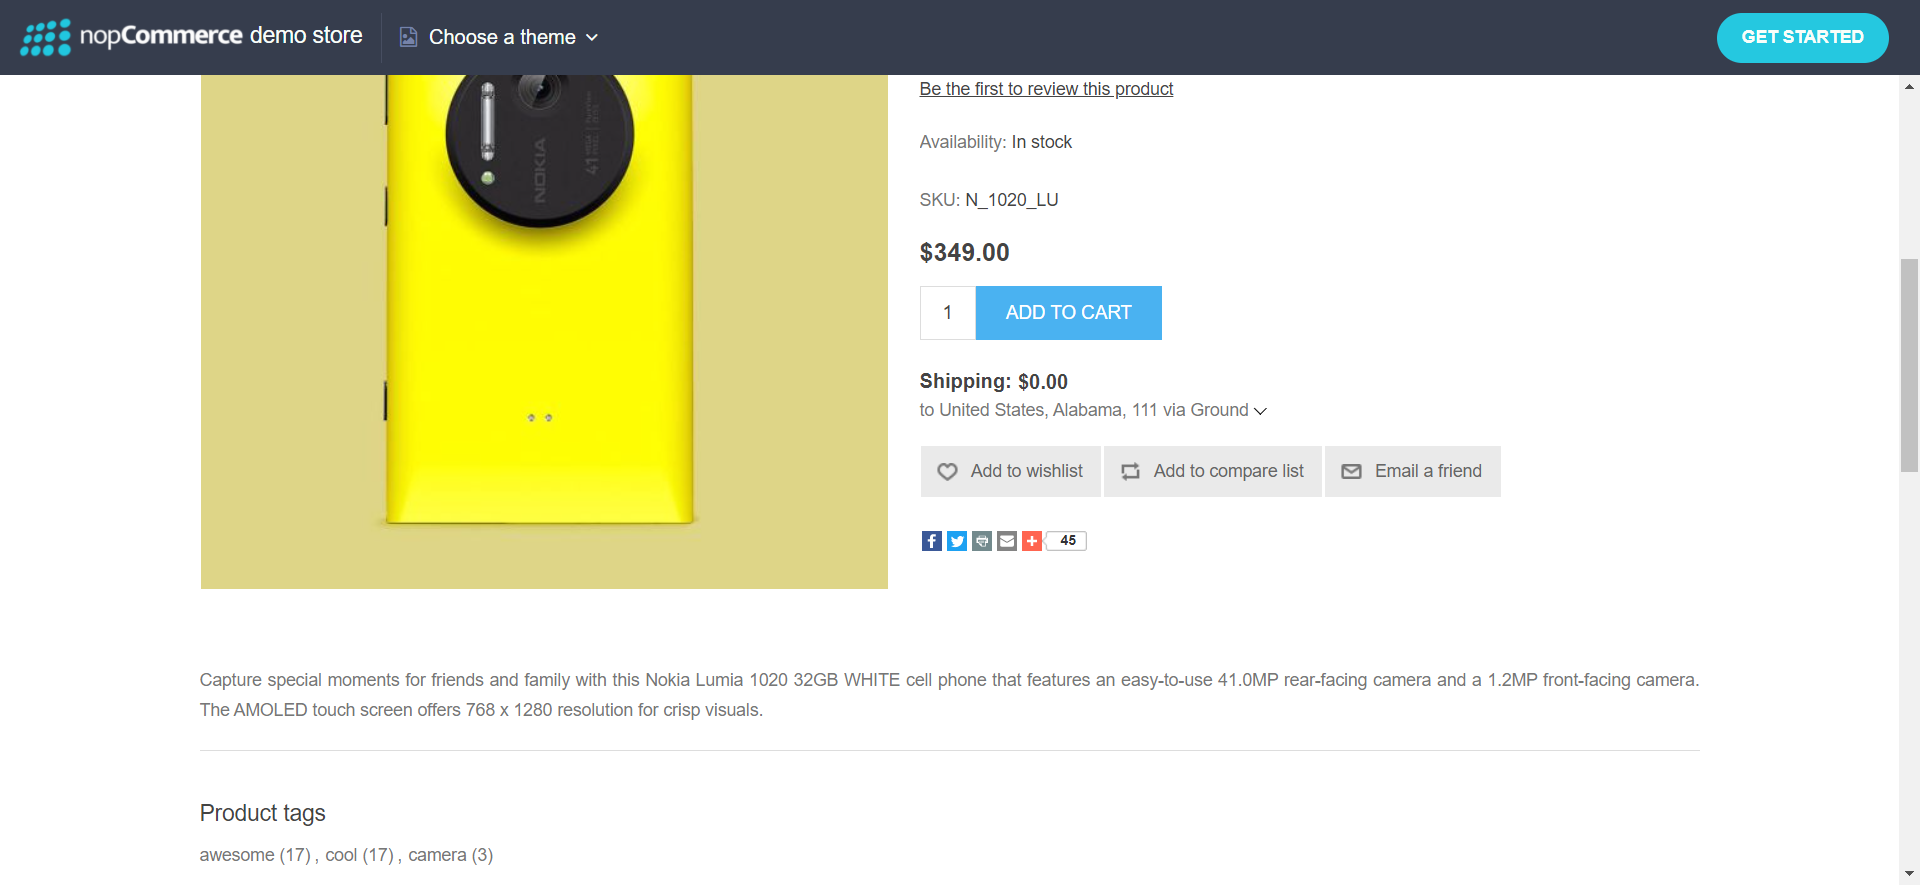 nopCommerce demo store
Choose a theme
GET STARTED
NOKIA
Be the first to review this product
Availability: In stock
SKU: N_1020_LU
$349.00
1
ADD TO CART
Shipping: $0.00
to United States, Alabama, 111 via Ground
Add to wishlist
Add to compare list
Email a friend
45
Capture special moments for friends and family with this Nokia Lumia 1020 32GB WHITE cell phone that features an easy-to-use 41.0MP rear-facing camera and a 1.2MP front-facing camera.
The AMOLED touch screen offers 768 x 1280 resolution for crisp visuals.
Product tags
awesome (17) , cool (17) , camera (3)